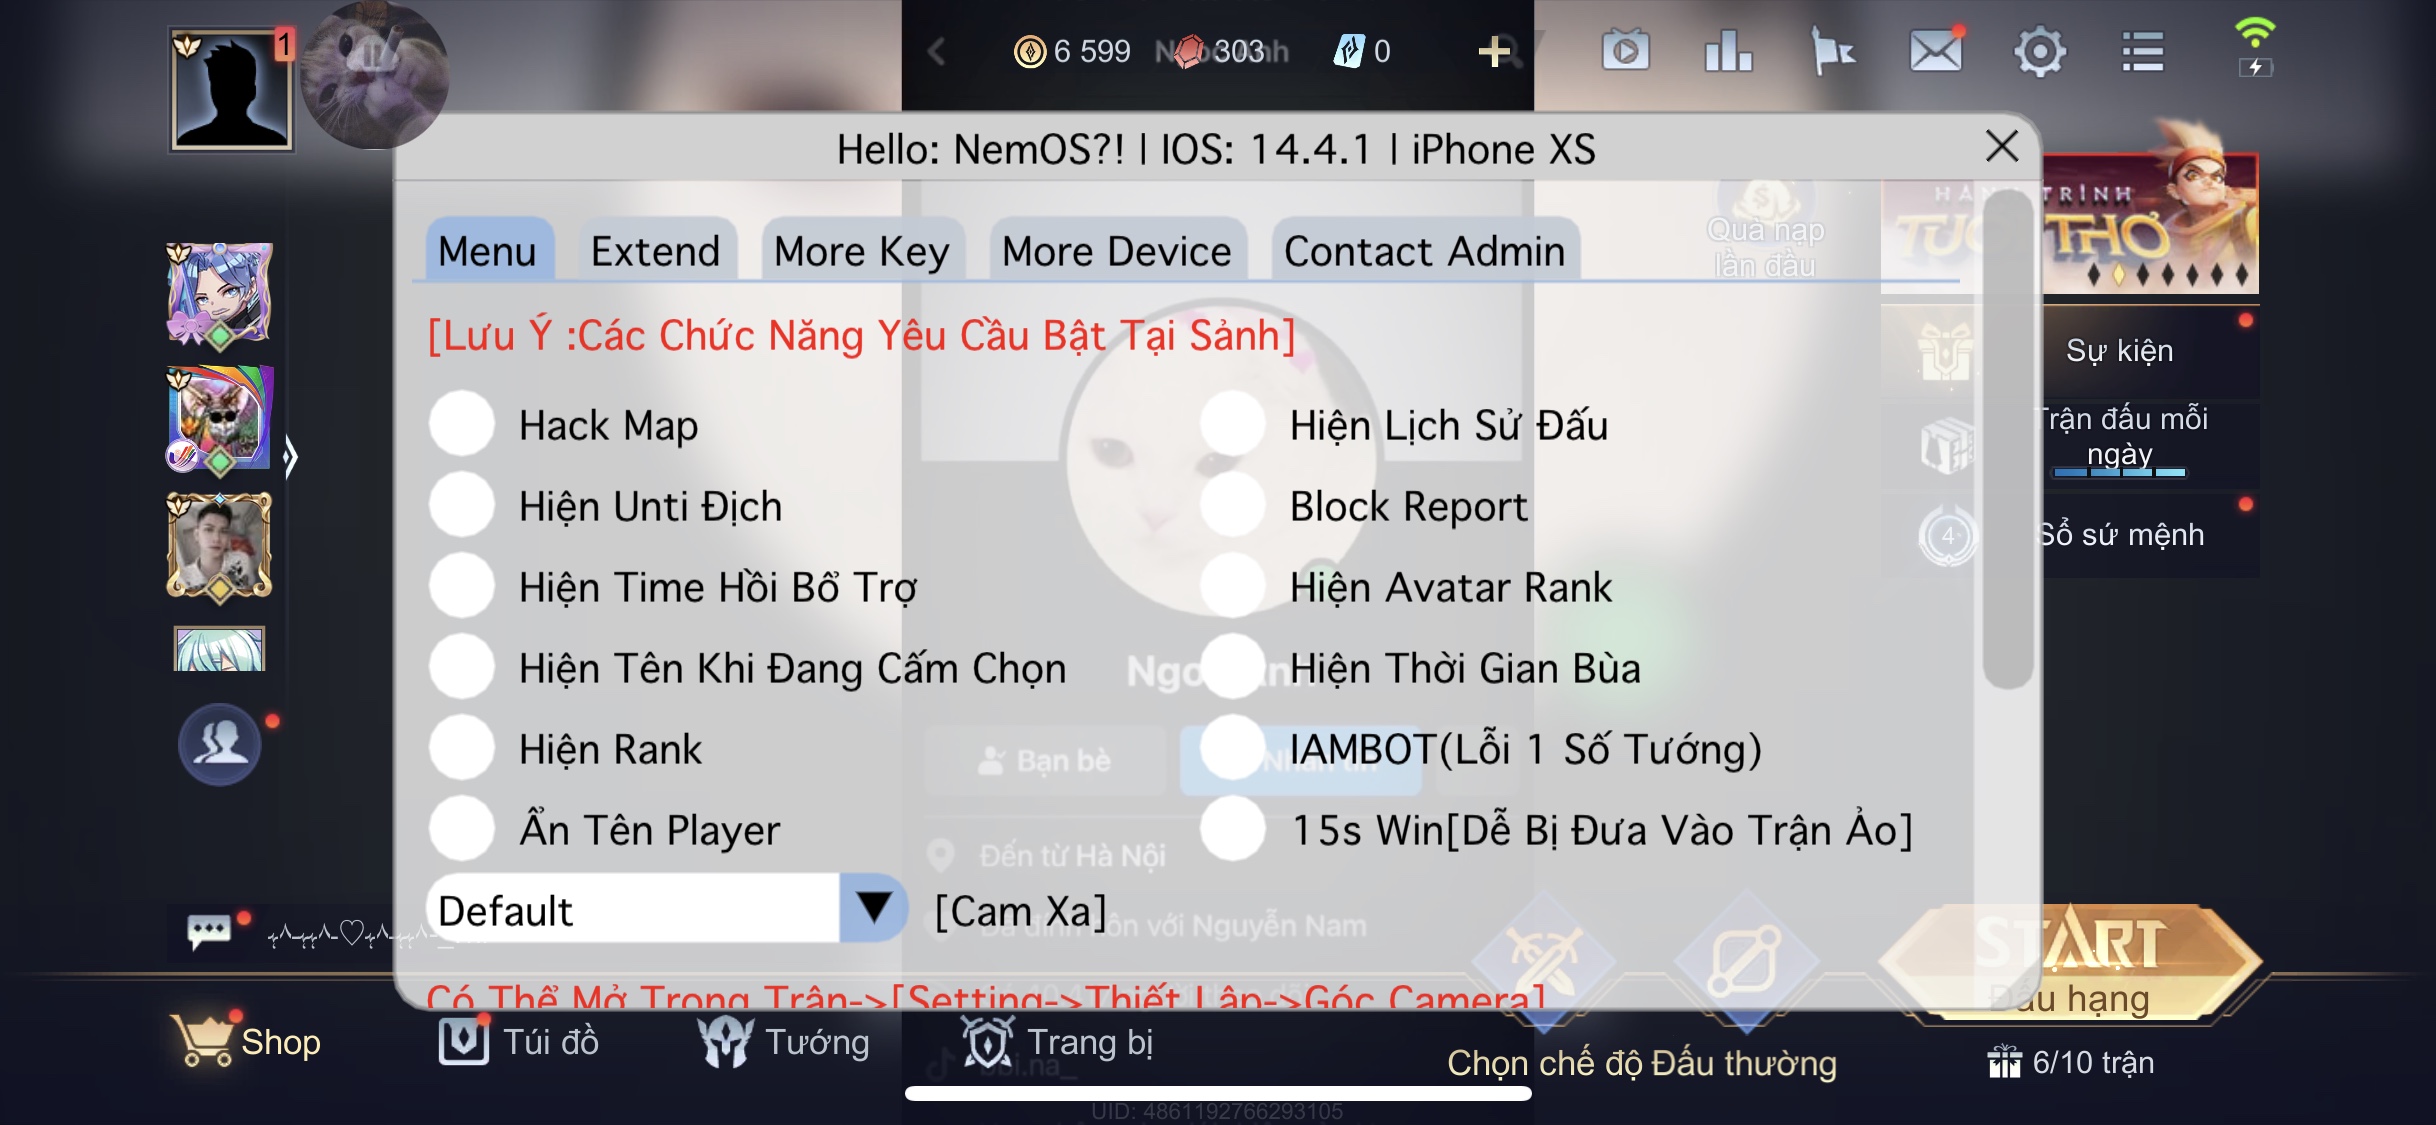 1
6 599
303
0
Hello: NemOS?! | IOS: 14.4.1 | iPhone XS
Menu
Extend
More Key
More Device
Contact Admin
Quà nạp
lần đầu
HÀNH TRÌNH
THƠ
[Lưu Ý :Các Chức Năng Yêu Cầu Bật Tại Sảnh]
Sự kiện
Hack Map
Hiện Lịch Sử Đấu
Trận đấu mỗi
ngày
Hiện Unti Địch
Block Report
4
Sổ sứ mệnh
Hiện Time Hồi Bổ Trợ
Hiện Avatar Rank
Hiện Tên Khi Đang Cấm Chọn
Hiện Thời Gian Bùa
Hiện Rank
Bạn bè
Nhắn tin
IAMBOT(Lỗi 1 Số Tướng)
Ẩn Tên Player
15s Win[Dễ Bị Đưa Vào Trận Ảo]
Đến từ Hà Nội
Default
[Cam Xa]
hôn với Nguyễn Nam
START
Đấu hạng
Có Thể Mở Trong Trận->[Setting->Thiết Lập->Góc Camera]
Shop
Túi đồ
Tướng
Trang bị
Chọn chế độ Đấu thường
6/10 trận
UID: 4861192766293105